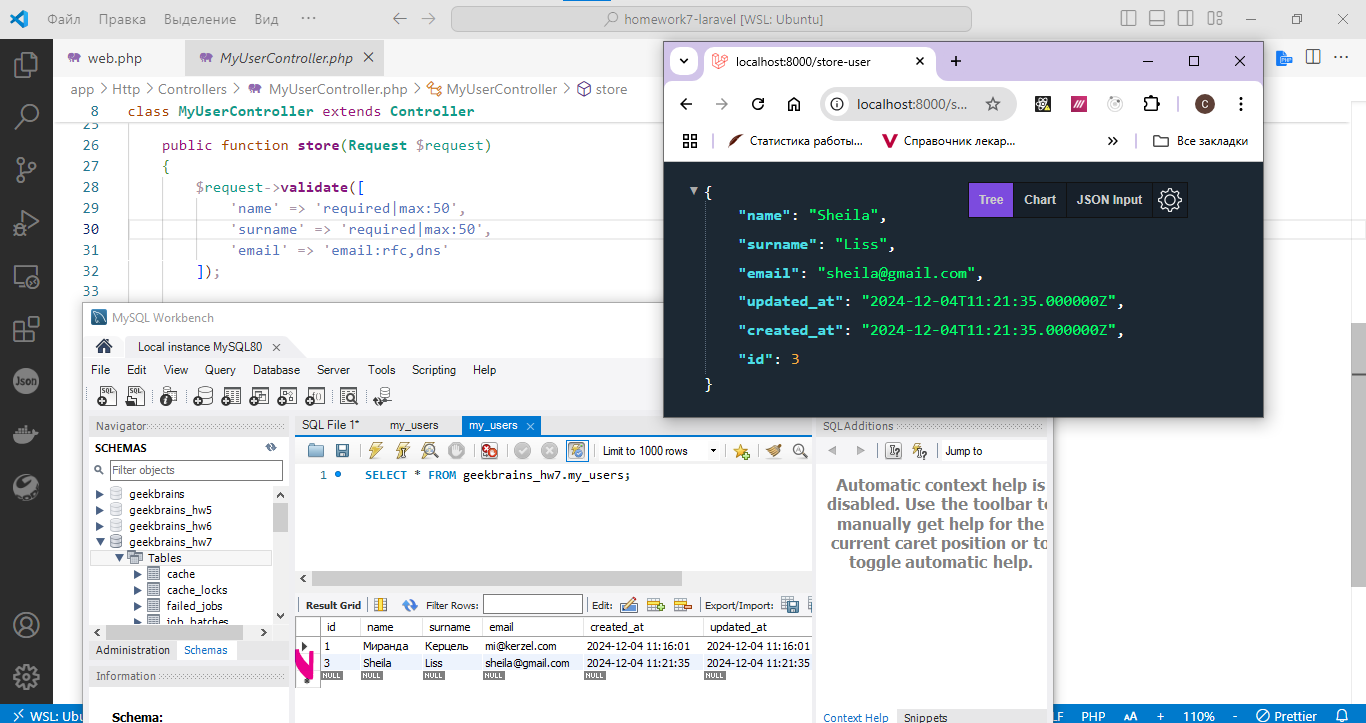 Файл Правка Выделение Вид ··· homework7-laravel [WSL: Ubuntu]
web.php MyUserController.php
app > Http > Controllers > MyUserController.php > MyUserController > store
8 class MyUserController extends Controller
25
26 public function store(Request $request)
27 {
28 $request->validate([
29 'name' => 'required|max:50',
30 'surname' => 'required|max:50',
31 'email' => 'email:rfc,dns'
32 ]);
33
localhost:8000/store-user
localhost:8000/s...
C
Статистика работы...
Справочник лекар...
» Все закладки
{
"name": "Sheila",
"surname": "Liss",
"email": "sheila@gmail.com",
"updated_at": "2024-12-04T11:21:35.000000Z",
"created_at": "2024-12-04T11:21:35.000000Z",
"id": 3
}
Tree Chart JSON Input
Json
MySQL Workbench
Local instance MySQL80
File Edit View Query Database Server Tools Scripting Help
Navigator
SCHEMAS
Filter objects
geekbrains
geekbrains_hw5
geekbrains_hw6
geekbrains_hw7
Tables
cache
cache_locks
failed_jobs
job_batches
Administration Schemas
Information
Schema:
SQL File 1* my_users my_users
Limit to 1000 rows
1 SELECT * FROM geekbrains_hw7.my_users;
Result Grid Filter Rows: Edit: Export/Import:
id name surname email created_at updated_at
1 Миранда Керцель mi@kerzel.com 2024-12-04 11:16:01 2024-12-04 11:16:01
3 Sheila Liss sheila@gmail.com 2024-12-04 11:21:35 2024-12-04 11:21:35
NULL NULL NULL NULL NULL NULL
SQLAdditions
Jump to
Automatic context help is
disabled. Use the toolbar to
manually get help for the
current caret position or to
toggle automatic help.
Context Help Snippets
WSL: Ubu
LF PHP AA + 110% - Prettier